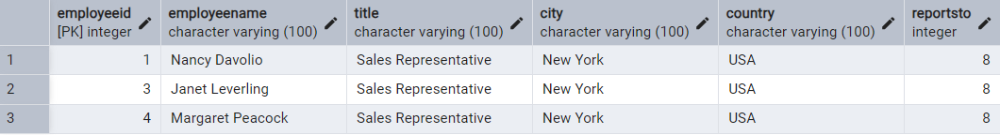 employeeid employeename title city country reportsto
[PK] integer character varying (100) character varying (100) character varying (100) character varying (100) integer
1 1 Nancy Davolio Sales Representative New York USA 8
2 3 Janet Leverling Sales Representative New York USA 8
3 4 Margaret Peacock Sales Representative New York USA 8